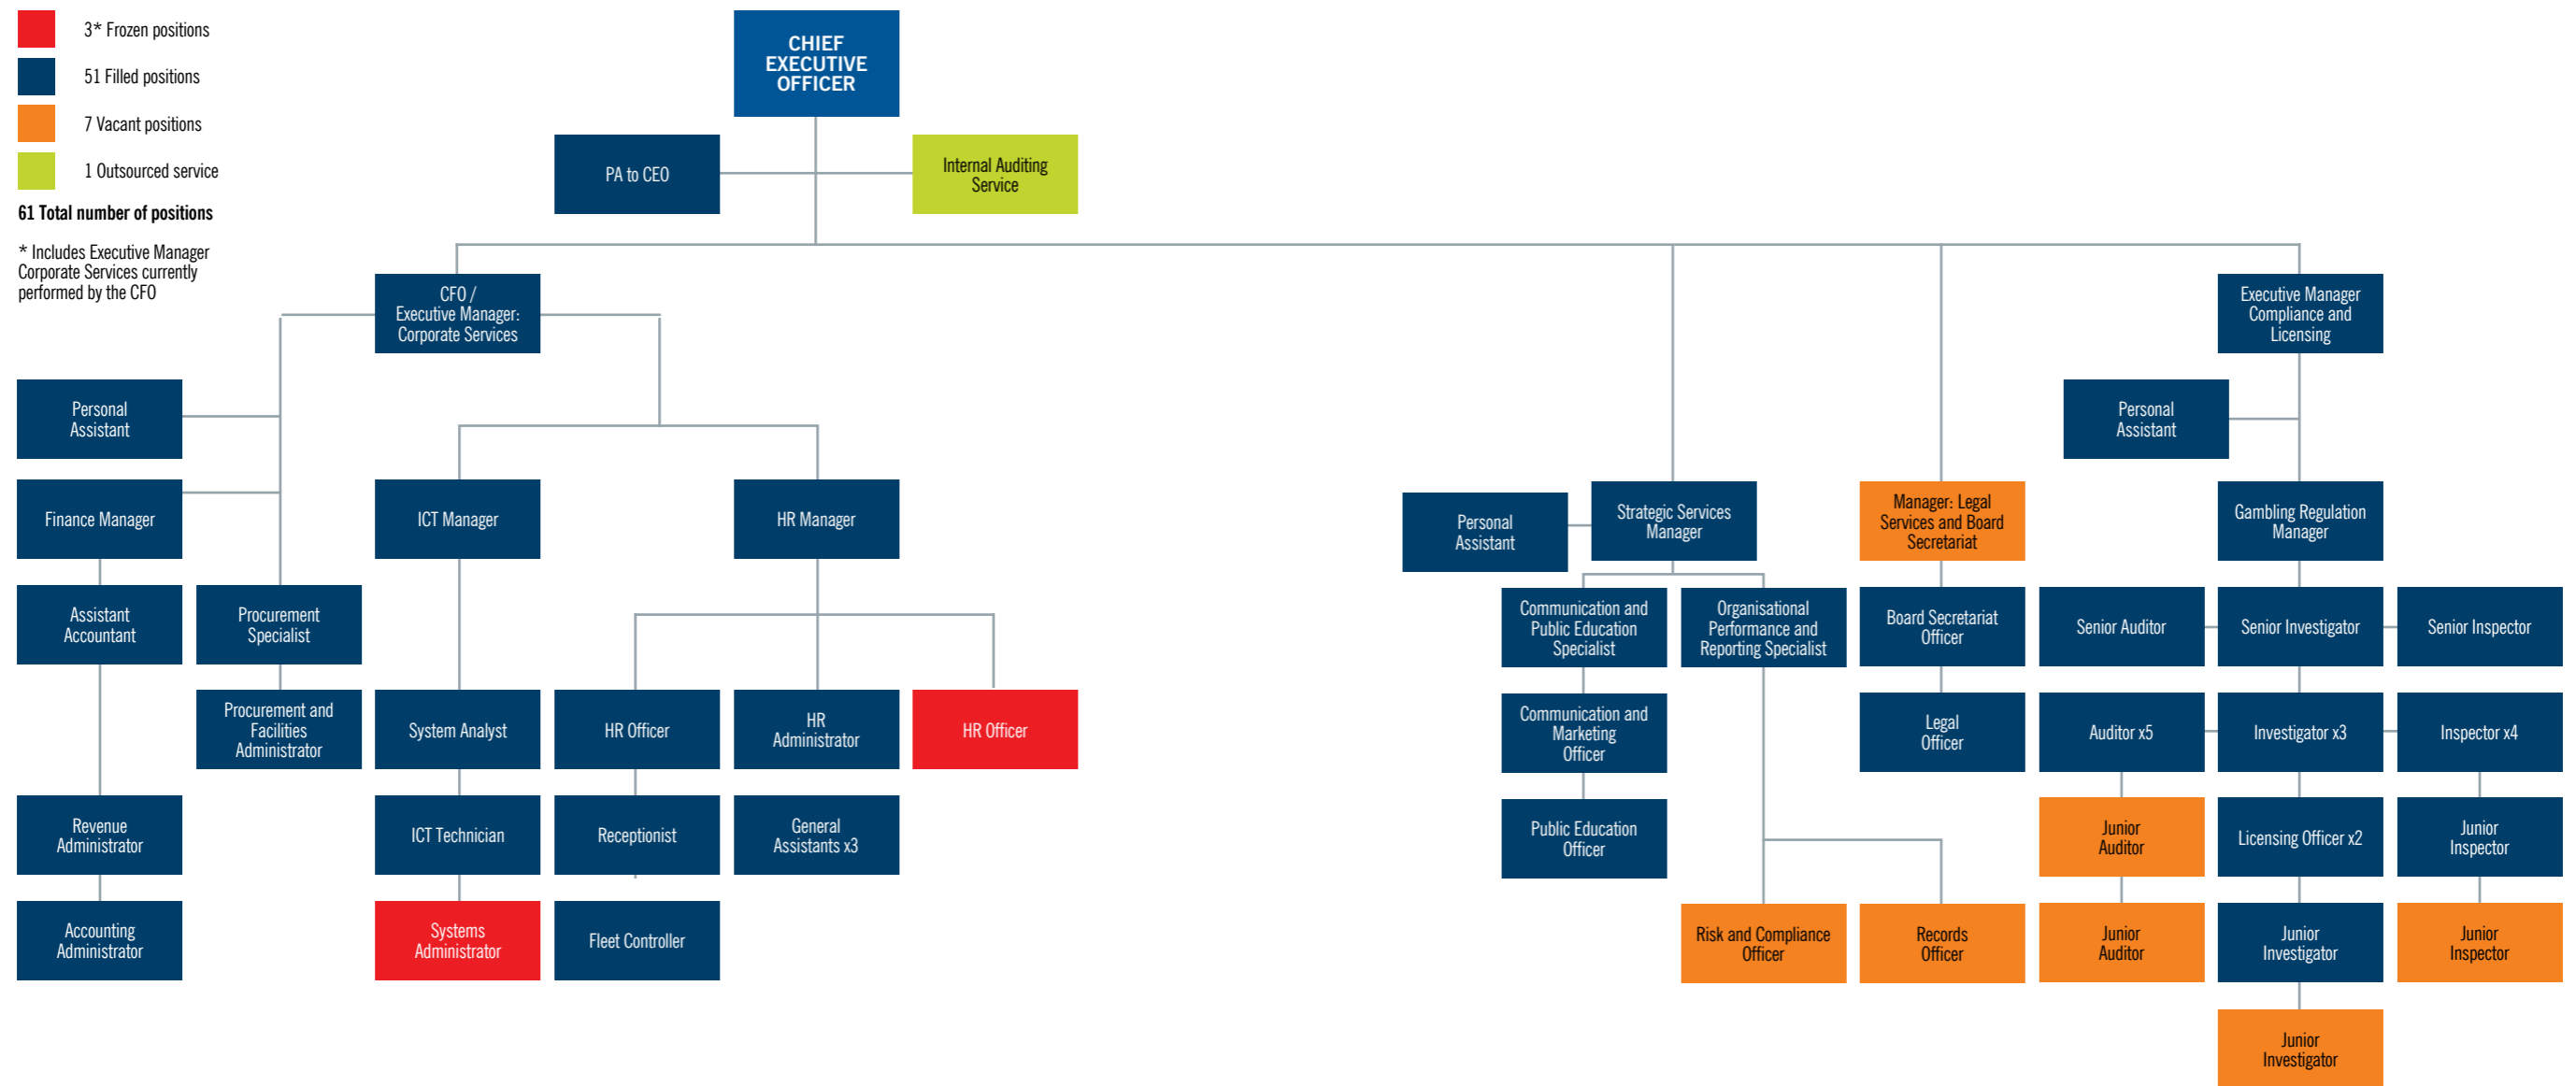 3* Frozen positions
51 Filled positions
7 Vacant positions
1 Outsourced service
61 Total number of positions
* Includes Executive Manager
Corporate Services currently
performed by the CFO
CHIEF
EXECUTIVE
OFFICER
PA to CEO
Internal Auditing
Service
CFO /
Executive Manager:
Corporate Services
Executive Manager
Compliance and
Licensing
Personal
Assistant
Personal
Assistant
Finance Manager
ICT Manager
HR Manager
Personal
Assistant
Strategic Services
Manager
Manager: Legal
Services and Board
Secretariat
Gambling Regulation
Manager
Assistant
Accountant
Procurement
Specialist
Communication and
Public Education
Specialist
Organisational
Performance and
Reporting Specialist
Board Secretariat
Officer
Senior Auditor
Senior Investigator
Senior Inspector
Procurement and
Facilities
Administrator
System Analyst
HR Officer
HR
Administrator
HR Officer
Communication and
Marketing
Officer
Legal
Officer
Auditor x5
Investigator x3
Inspector x4
Revenue
Administrator
ICT Technician
Receptionist
General
Assistants x3
Public Education
Officer
Junior
Auditor
Licensing Officer x2
Junior
Inspector
Accounting
Administrator
Systems
Administrator
Fleet Controller
Risk and Compliance
Officer
Records
Officer
Junior
Auditor
Junior
Investigator
Junior
Inspector
Junior
Investigator